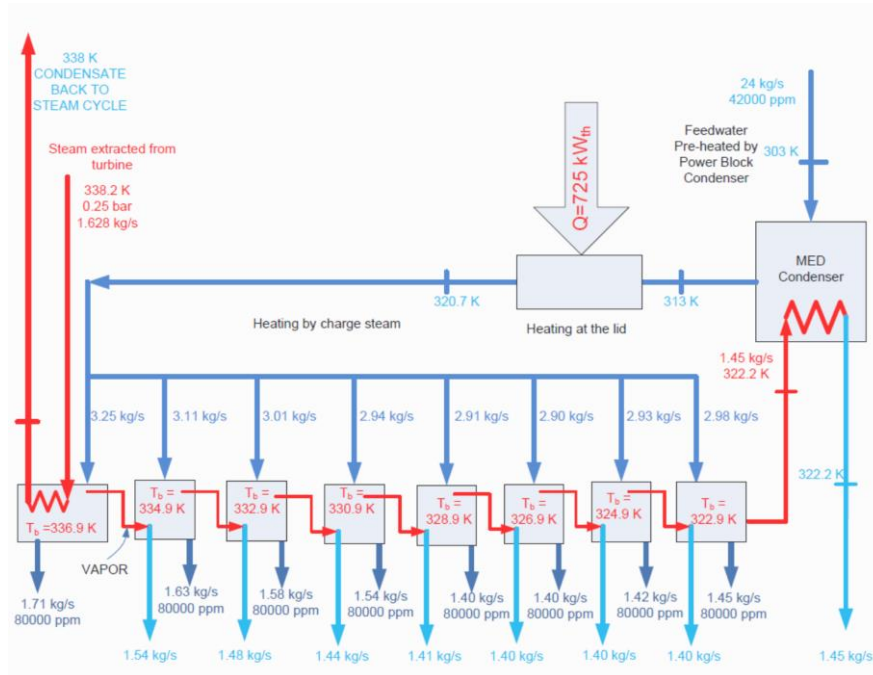 338 K
CONDENSATE
BACK TO
STEAM CYCLE
Steam extracted from
turbine
338.2 K
0.25 bar
1.628 kg/s
Q=725 kWth
24 kg/s
42000 ppm
Feedwater
Pre-heated by
Power Block
Condenser
303 K
MED
Condenser
320.7 K
313 K
Heating by charge steam
Heating at the lid
1.45 kg/s
322.2 K
3.25 kg/s
3.11 kg/s
3.01 kg/s
2.94 kg/s
2.91 kg/s
2.90 kg/s
2.93 kg/s
2.98 kg/s
322.2 K
Tb =336.9 K
Tb =
334.9 K
Tb =
332.9 K
Tb =
330.9 K
Tb =
328.9 K
Tb =
326.9 K
Tb =
324.9 K
Tb =
322.9 K
VAPOR
1.71 kg/s
80000 ppm
1.63 kg/s
80000 ppm
1.58 kg/s
80000 ppm
1.54 kg/s
80000 ppm
1.40 kg/s
80000 ppm
1.40 kg/s
80000 ppm
1.42 kg/s
80000 ppm
1.45 kg/s
80000 ppm
1.54 kg/s
1.48 kg/s
1.44 kg/s
1.41 kg/s
1.40 kg/s
1.40 kg/s
1.40 kg/s
1.45 kg/s